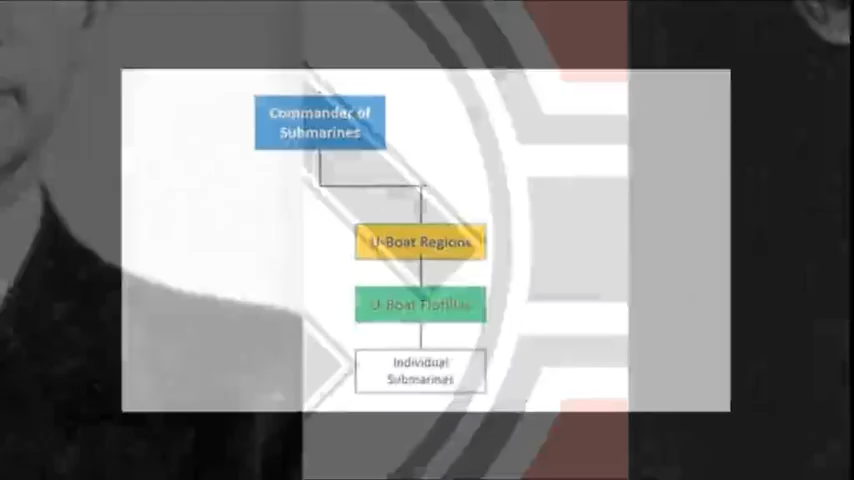 Commander of
Submarines
U-Boat Regions
U-Boat Flotillas
Individual
Submarines